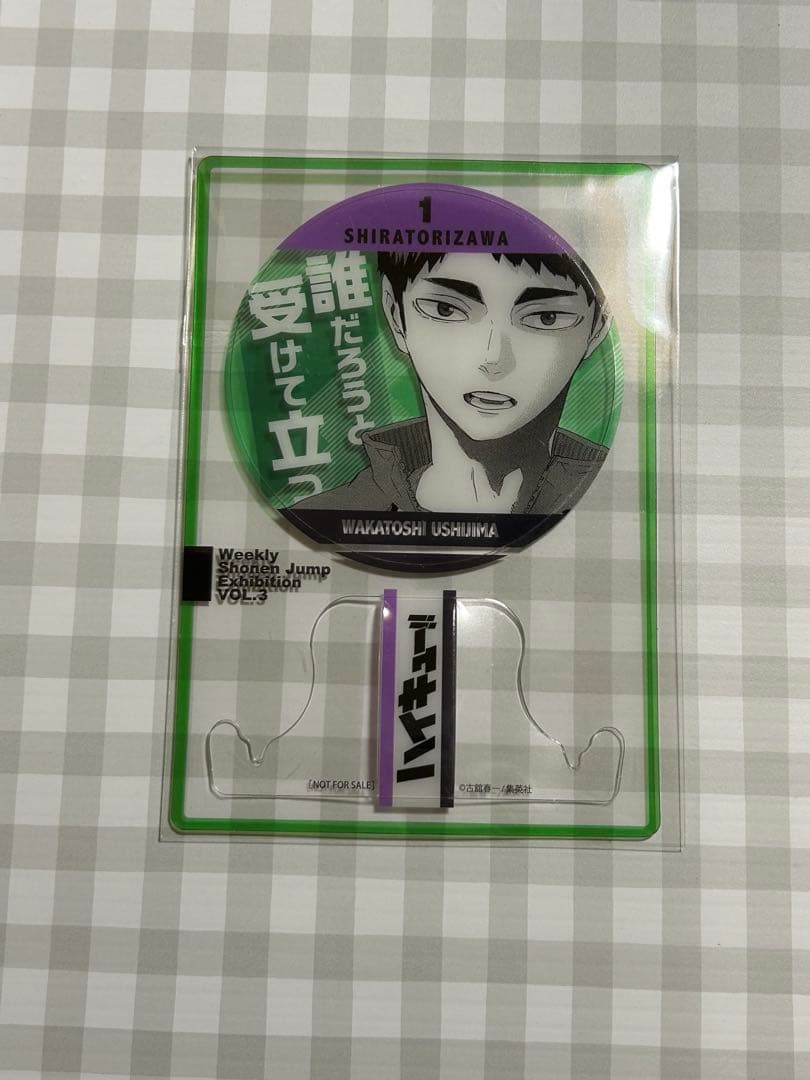 1
SHIRATORIZAWA
誰だろうと
受けて立つ
WAKATOSHI USHIJIMA
Weekly
Shonen Jump
Exhibition
VOL.3
ハイキュー!!
[NOT FOR SALE]
©古舘春一/集英社